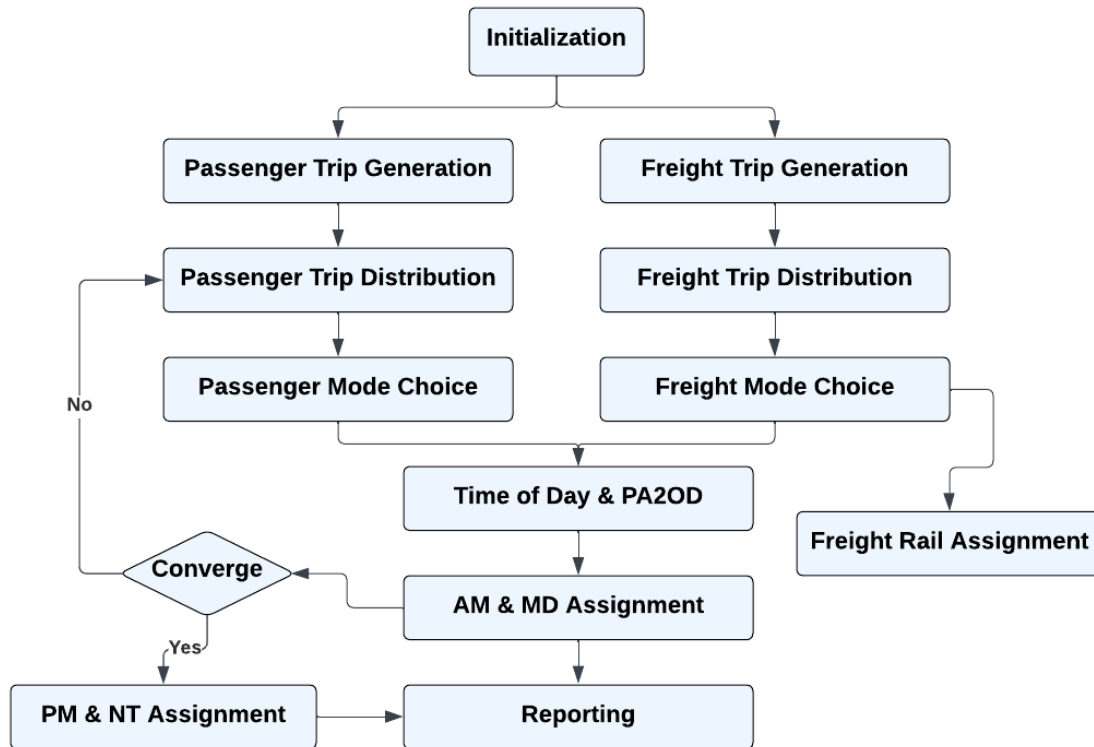 Initialization
Passenger Trip Generation
Freight Trip Generation
Passenger Trip Distribution
Freight Trip Distribution
Passenger Mode Choice
Freight Mode Choice
No
Time of Day & PA2OD
Freight Rail Assignment
Converge
AM & MD Assignment
Yes
PM & NT Assignment
Reporting